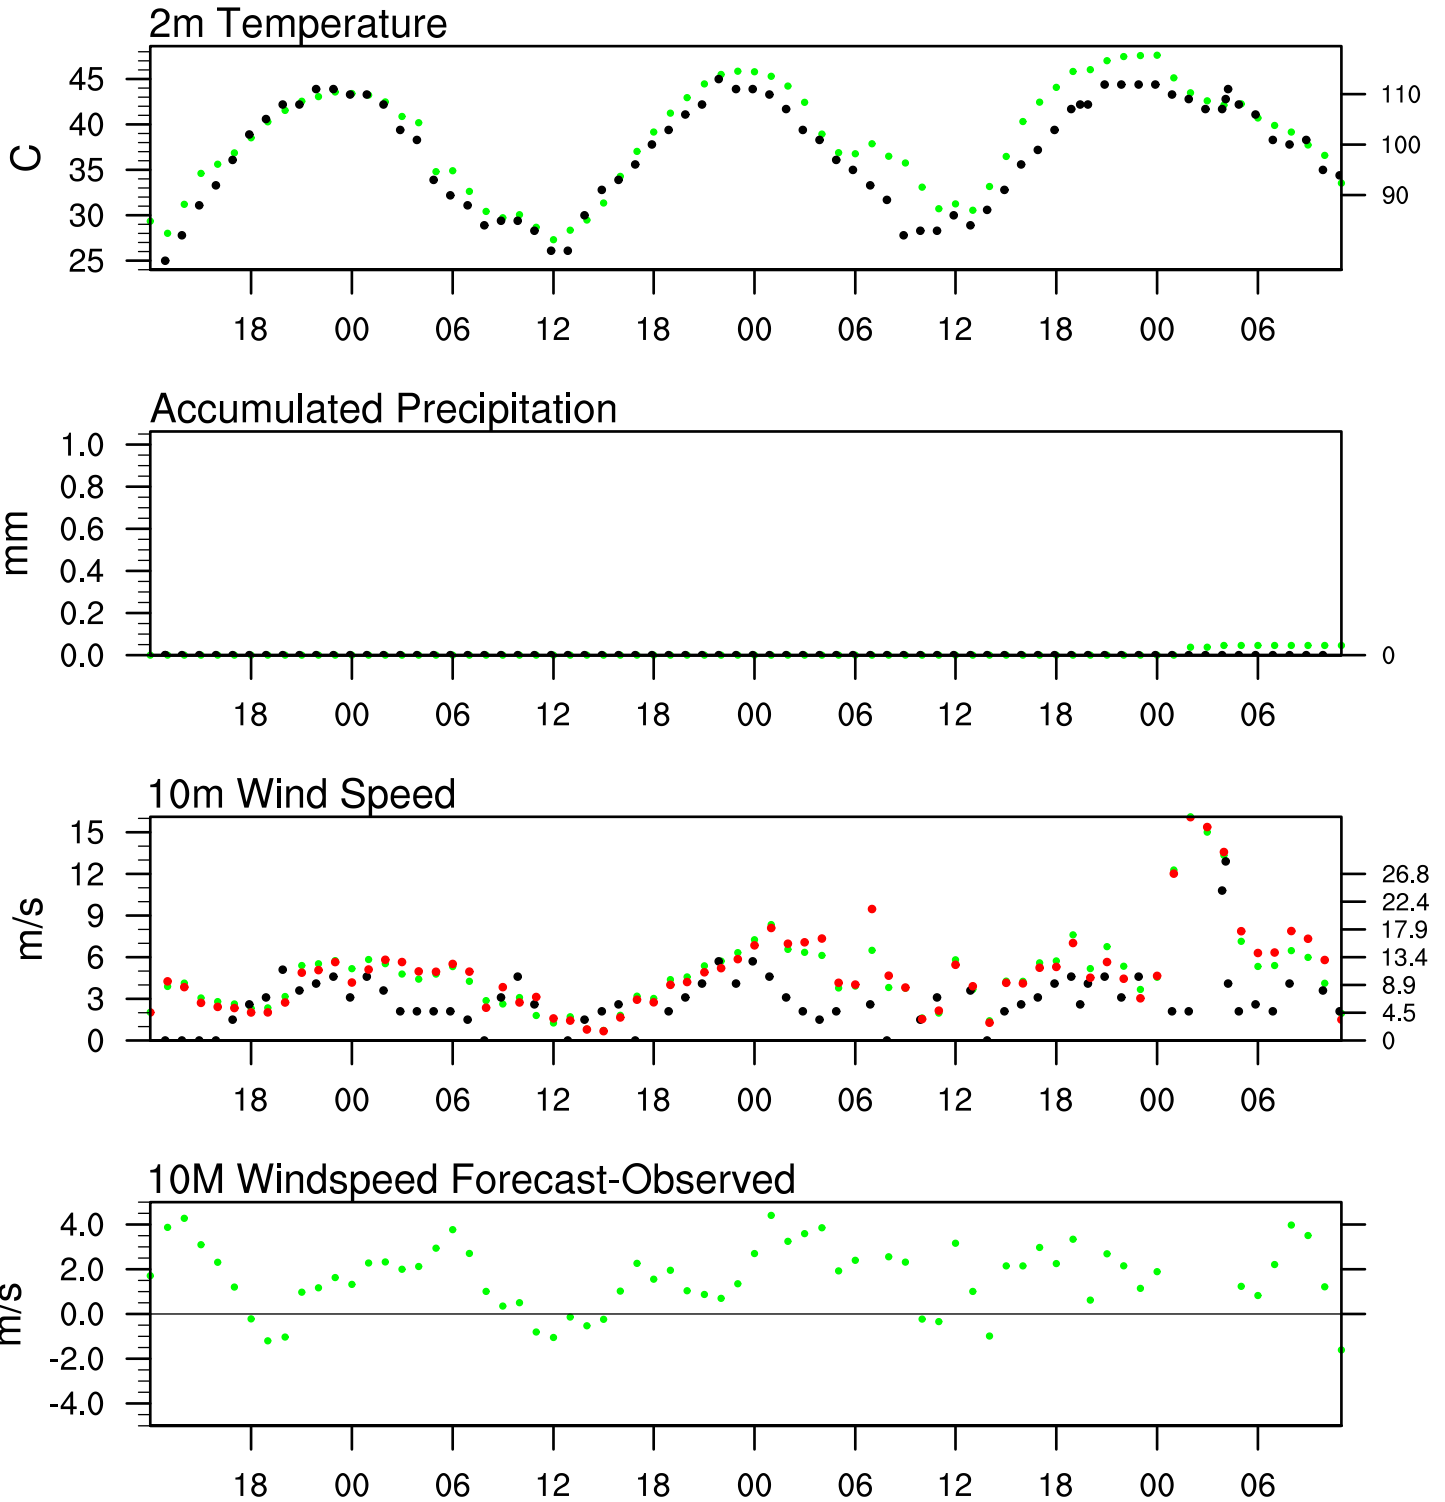 2m Temperature
45
40
35
30
25
C
110
100
90
18 00 06 12 18 00 06 12 18 00 06
Accumulated Precipitation
1.0
0.8
0.6
0.4
0.2
0.0
mm
0
18 00 06 12 18 00 06 12 18 00 06
10m Wind Speed
15
12
9
6
3
0
m/s
26.8
22.4
17.9
13.4
8.9
4.5
0
18 00 06 12 18 00 06 12 18 00 06
10M Windspeed Forecast-Observed
4.0
2.0
0.0
-2.0
-4.0
m/s
18 00 06 12 18 00 06 12 18 00 06